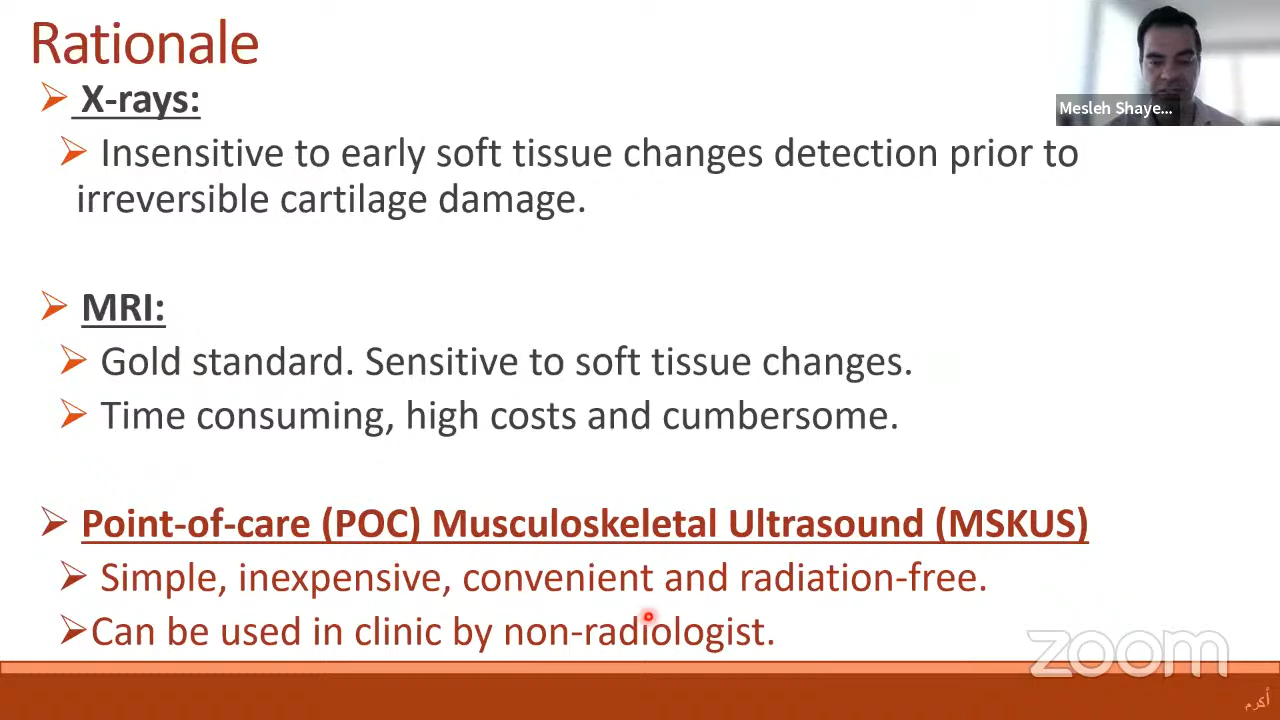 Rationale
X-rays:
Insensitive to early soft tissue changes detection prior to
irreversible cartilage damage.
MRI:
Gold standard. Sensitive to soft tissue changes.
Time consuming, high costs and cumbersome.
Point-of-care (POC) Musculoskeletal Ultrasound (MSKUS)
Simple, inexpensive, convenient and radiation-free.
Can be used in clinic by non-radiologist.
Mesleh Shaye...
zoom
أكرم